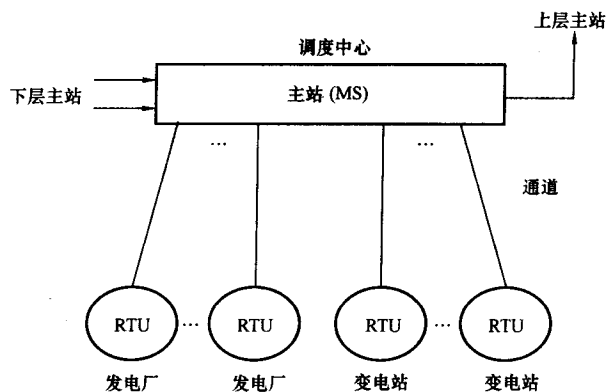 上层主站
调度中心
下层主站
主站 (MS)
… …
通道
RTU … RTU RTU … RTU
发电厂 发电厂 变电站 变电站